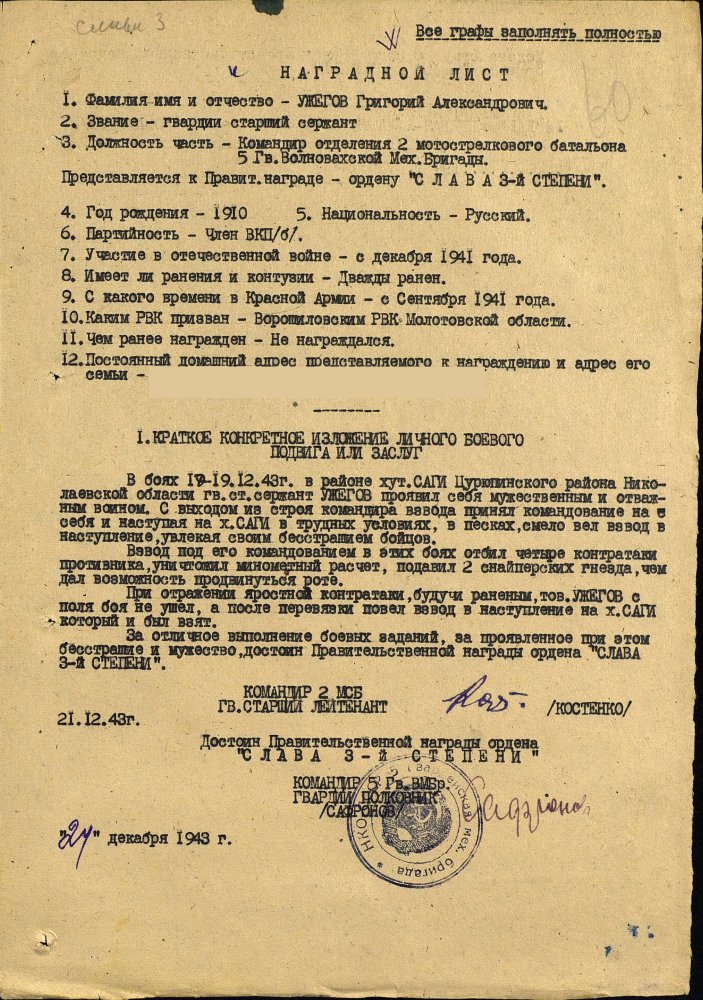 слави 3
Все графы заполнять полностью
НАГРАДНОЙ ЛИСТ
1. Фамилия имя и отчество – УЖЕГОВ Григорий Александрович.
2. Звание – гвардии старший сержант
3. Должность часть – Командир отделения 2 мотострелкового батальона
5 Гв.Волновахской Мех.Бригады.
Представляется к Правит.награде – ордену "СЛАВА 3-й СТЕПЕНИ".
4. Год рождения – 1910 5. Национальность – Русский.
6. Партийность – Член ВКП/б/.
7. Участие в отечественной войне – с декабря 1941 года.
8. Имеет ли ранения и контузии – Дважды ранен.
9. С какого времени в Красной Армии – с Сентября 1941 года.
10. Каким РВК призван – Ворошиловским РВК Молотовской области.
11. Чем ранее награжден – Не награждался.
12. Постоянный домашний адрес представляемого к награждению и адрес его
семьи –
1. КРАТКОЕ КОНКРЕТНОЕ ИЗЛОЖЕНИЕ ЛИЧНОГО БОЕВОГО
ПОДВИГА ИЛИ ЗАСЛУГ
В боях 17-19.12.43г. в районе хут.САГИ Цурюпинского района Нико-
лаевской области гв.ст.сержант УЖЕГОВ проявил себя мужественным и отваж-
ным воином. С выходом из строя командира взвода принял командование на с
себя и наступая на х.САГИ в трудных условиях, в песках,смело вел взвод в
наступление,увлекая своим бесстрашием бойцов.
Взвод под его командованием в этих боях отбил четыре контратаки
противника,уничтожил минометный расчет, подавил 2 снайперских гнезда,чем
дал возможность продвинуться роте.
При отражении яростной контратаки,будучи раненым,тов.УЖЕГОВ с
поля боя не ушел, а после перевязки повел взвод в наступление на х.САГИ
который и был взят.
За отличное выполнение боевых заданий, за проявленное при этом
бесстрашие и мужество,достоин Правительственной награды ордена "СЛАВА
3-й СТЕПЕНИ".
КОМАНДИР 2 МСБ
ГВ.СТАРШИЙ ЛЕЙТЕНАНТ /КОСТЕНКО/
21.12.43г.
Достоин Правительственной награды ордена
"СЛАВА 3-й СТЕПЕНИ"
КОМАНДИР 5 Гв.ВМБр.
ГВАРДИИ ПОЛКОВНИК
/САФРОНОВ/ Сафронов
"24" декабря 1943 г.